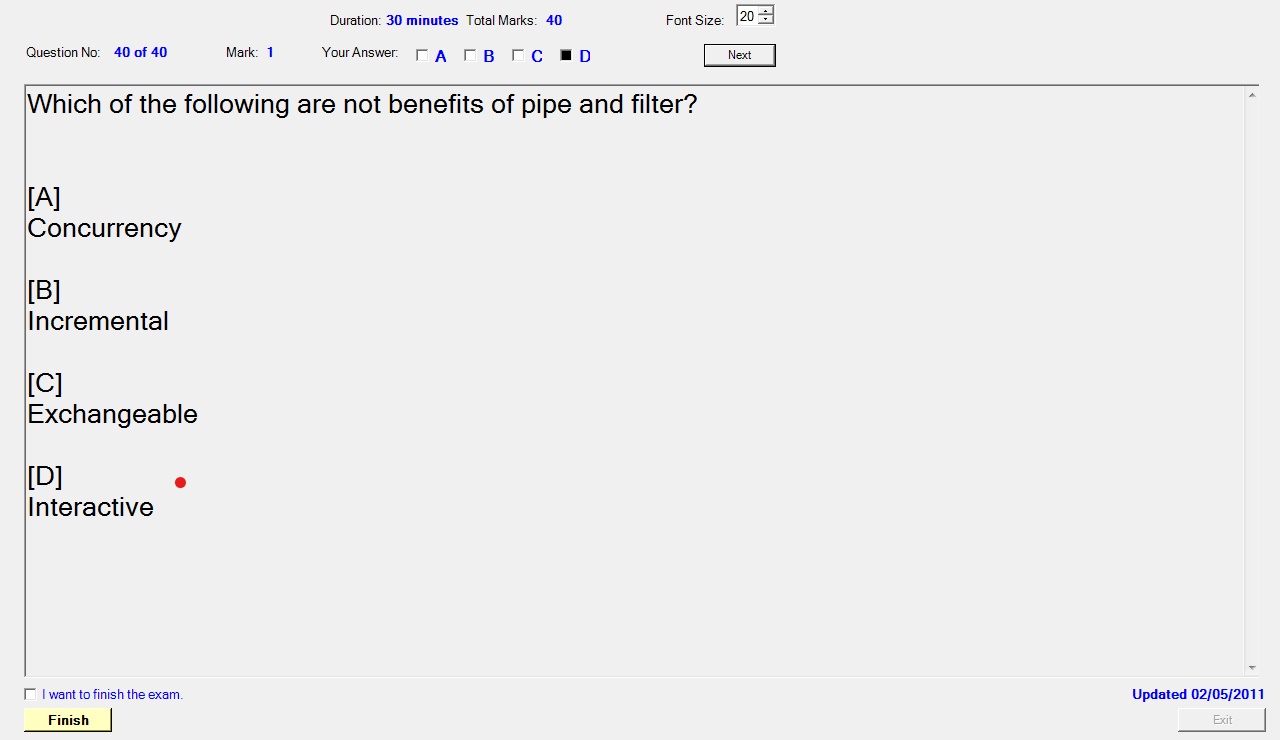 Duration: 30 minutes Total Marks: 40 Font Size: 20
Question No: 40 of 40 Mark: 1 Your Answer: A B C D Next
Which of the following are not benefits of pipe and filter?
[A]
Concurrency
[B]
Incremental
[C]
Exchangeable
[D]
Interactive
I want to finish the exam. Updated 02/05/2011
Finish Exit